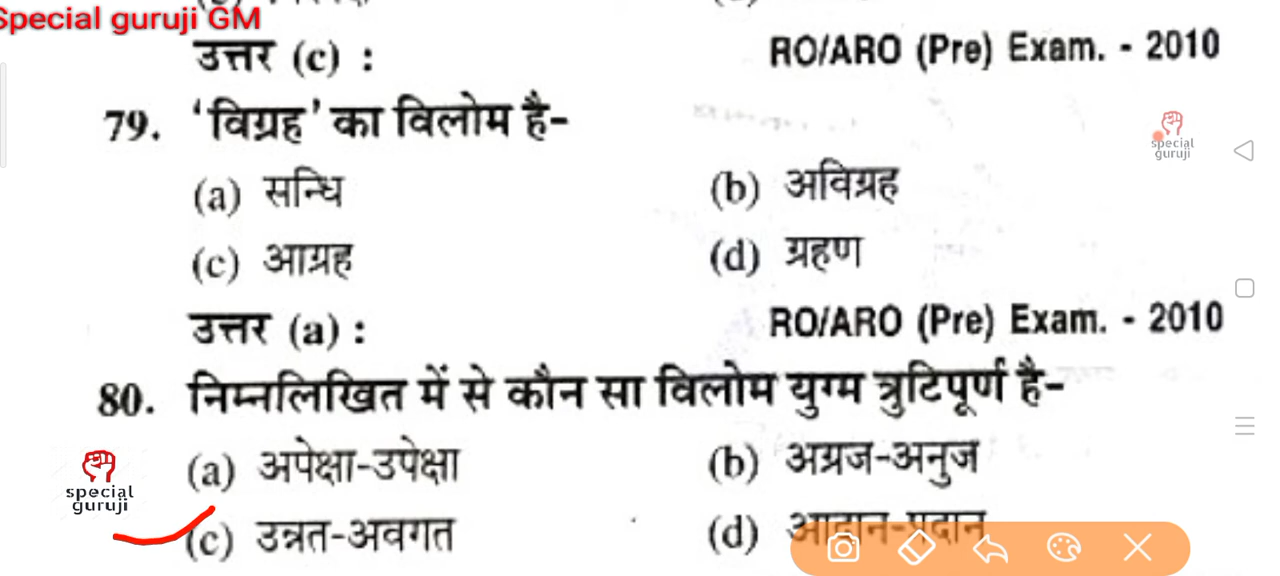 Special guruji GM
उत्तर (c) : RO/ARO (Pre) Exam. - 2010
79. 'विग्रह' का विलोम है-
special
guruji
(a) सन्धि (b) अविग्रह
(c) आग्रह (d) ग्रहण
उत्तर (a) : RO/ARO (Pre) Exam. - 2010
80. निम्नलिखित में से कौन सा विलोम युग्म त्रुटिपूर्ण है-
(a) अपेक्षा-उपेक्षा (b) अग्रज-अनुज
special
guruji
(c) उन्नत-अवगत (d) आदान-प्रदान